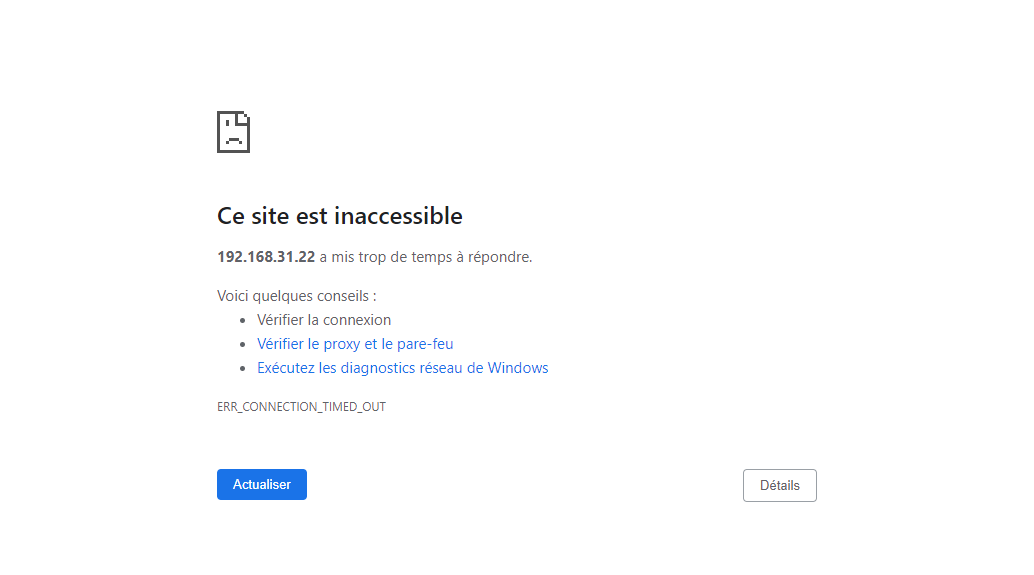 Ce site est inaccessible
192.168.31.22 a mis trop de temps à répondre.
Voici quelques conseils :
Vérifier la connexion
Vérifier le proxy et le pare-feu
Exécutez les diagnostics réseau de Windows
ERR_CONNECTION_TIMED_OUT
Actualiser
Détails